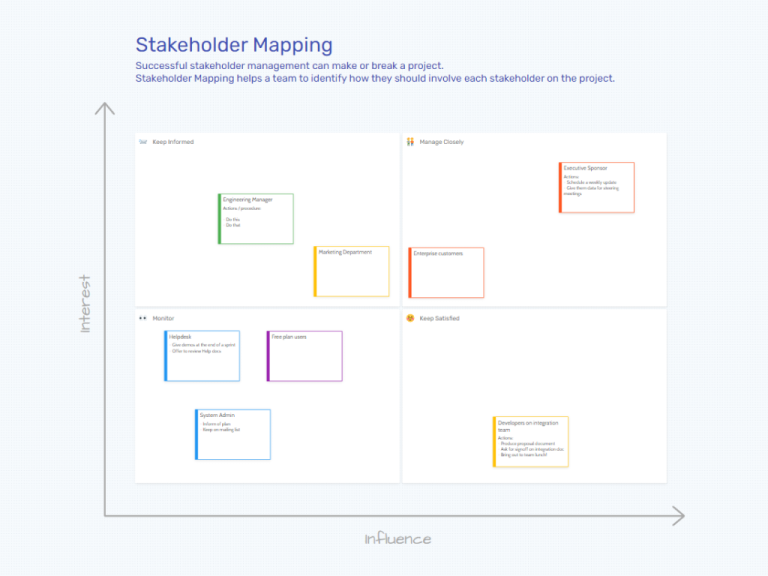 Stakeholder Mapping
Successful stakeholder management can make or break a project.
Stakeholder Mapping helps a team to identify how they should involve each stakeholder on the project.
Keep Informed
Manage Closely
Executive Sponsor
Actions
Schedule a weekly update
Give them data for steering
meetings
Engineering Manager
Actions / procedure
Do this
Do that
Marketing Department
Enterprise customers
Interest
Monitor
Keep Satisfied
Helpdesk
Give demos at the end of a sprint
Offer to review Help docs
Free plan users
System Admin
Inform of plan
Keep on mailing list
Developers on integration
team
Actions
Produce proposal document
Ask for signoff on integration doc
Bring out to team lunch!
Influence